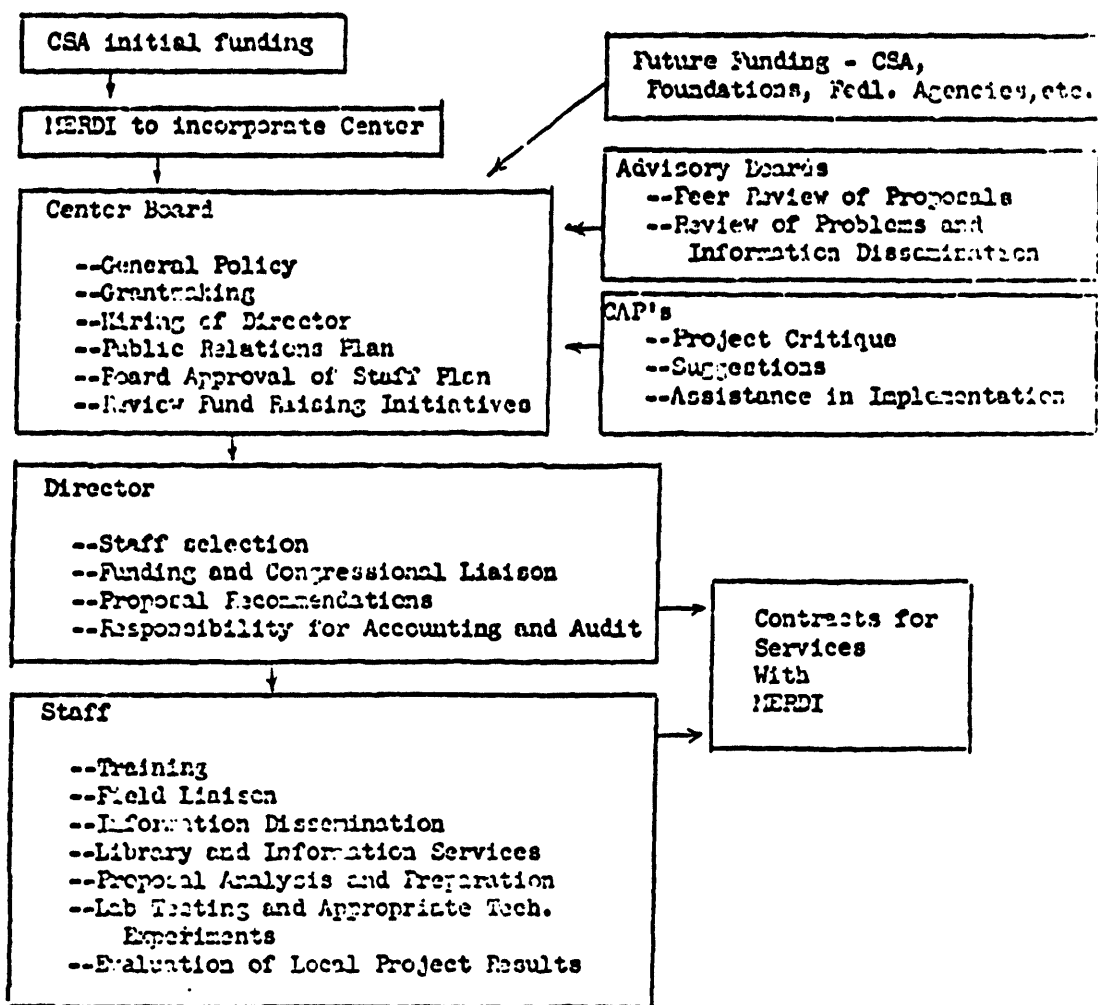 CSA initial funding
Future Funding - CSA,
Foundations, Fedl. Agencies, etc.
MERDI to incorporate Center
Advisory Boards
--Peer Review of Proposals
--Review of Problems and
Information Dissemination
Center Board
--General Policy
--Grantmaking
--Hiring of Director
--Public Relations Plan
--Board Approval of Staff Plan
--Review Fund Raising Initiatives
CAP's
--Project Critique
--Suggestions
--Assistance in Implementation
Director
--Staff selection
--Funding and Congressional Liaison
--Proposal Recommendations
--Responsibility for Accounting and Audit
Contracts for
Services
With
MERDI
Staff
--Training
--Field Liaison
--Information Dissemination
--Library and Information Services
--Proposal Analysis and Preparation
--Lab Testing and Appropriate Tech.
Experiments
--Evaluation of Local Project Results